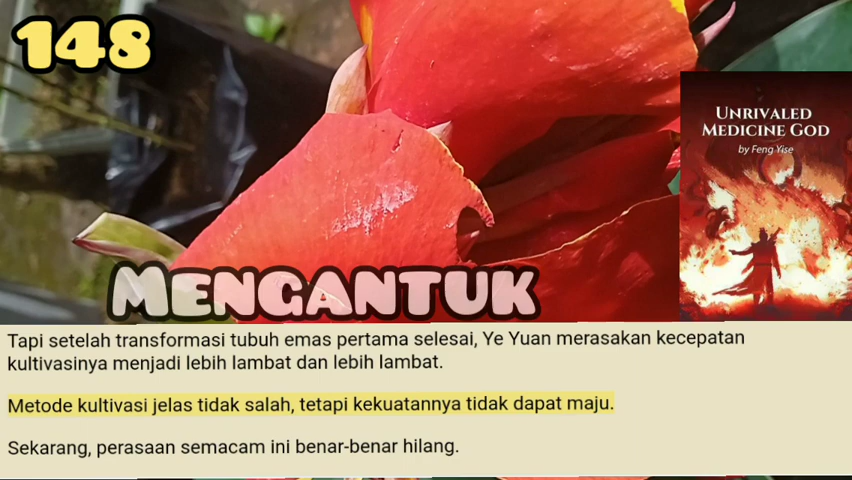 148
UNRIVALED
MEDICINE GOD
by Feng Yise
MENGANTUK
Tapi setelah transformasi tubuh emas pertama selesai, Ye Yuan merasakan kecepatan
kultivasinya menjadi lebih lambat dan lebih lambat.
Metode kultivasi jelas tidak salah, tetapi kekuatannya tidak dapat maju.
Sekarang, perasaan semacam ini benar-benar hilang.